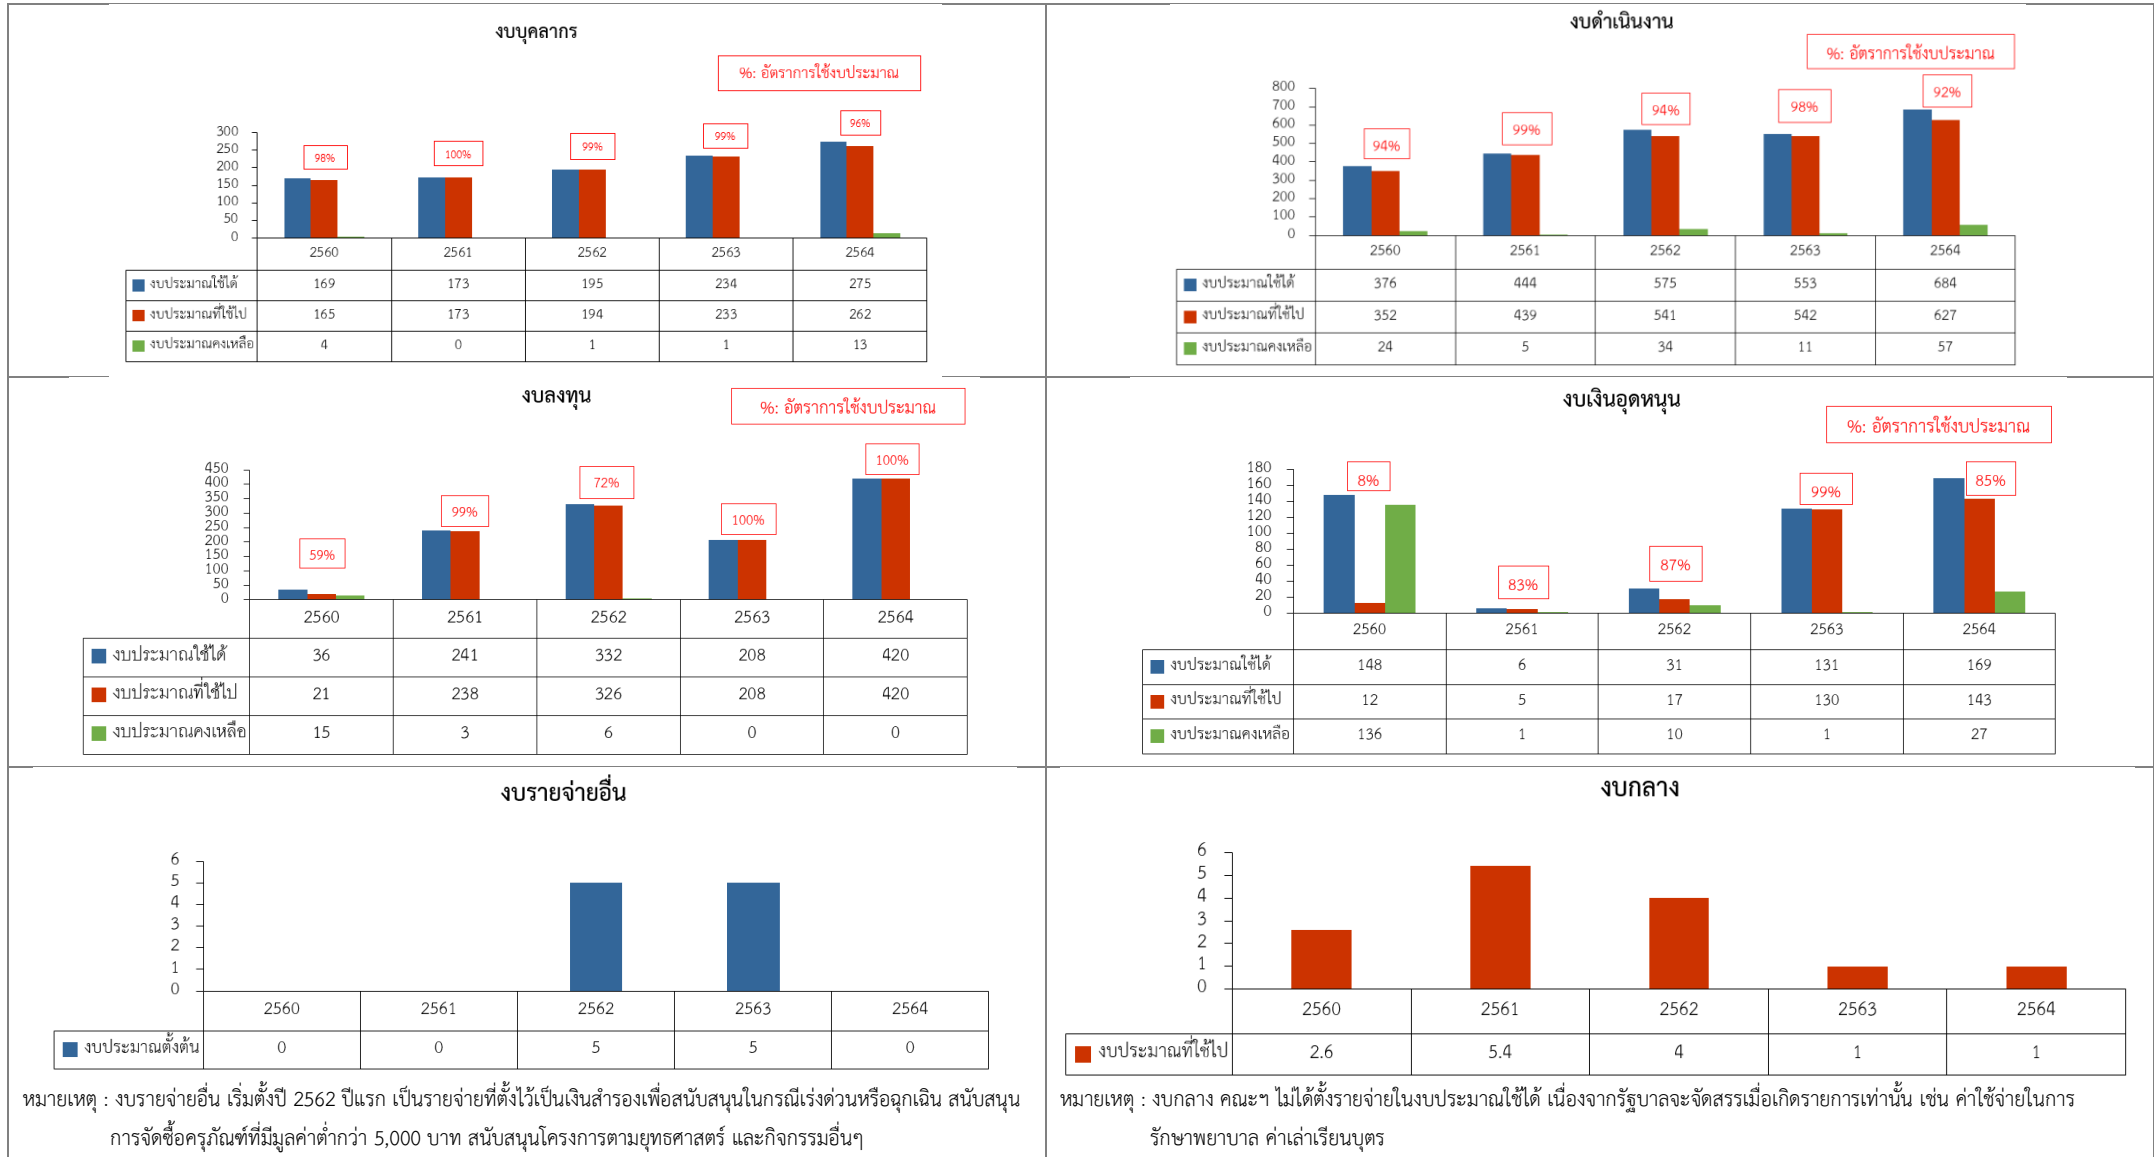 งบบุคลากร
%: อัตราการใช้งบประมาณ
300
250
200
150
100
50
0
98%
100%
99%
99%
96%
2560 2561 2562 2563 2564
งบประมาณใช้ได้ 169 173 195 234 275
งบประมาณที่ใช้ไป 165 173 194 233 262
งบประมาณคงเหลือ 4 0 1 1 13
งบดำเนินงาน
%: อัตราการใช้งบประมาณ
800
700
600
500
400
300
200
100
0
94%
99%
94%
98%
92%
2560 2561 2562 2563 2564
งบประมาณใช้ได้ 376 444 575 553 684
งบประมาณที่ใช้ไป 352 439 541 542 627
งบประมาณคงเหลือ 24 5 34 11 57
งบลงทุน
%: อัตราการใช้งบประมาณ
450
400
350
300
250
200
150
100
50
0
59%
99%
72%
100%
100%
2560 2561 2562 2563 2564
งบประมาณใช้ได้ 36 241 332 208 420
งบประมาณที่ใช้ไป 21 238 326 208 420
งบประมาณคงเหลือ 15 3 6 0 0
งบเงินอุดหนุน
%: อัตราการใช้งบประมาณ
180
160
140
120
100
80
60
40
20
0
8%
83%
87%
99%
85%
2560 2561 2562 2563 2564
งบประมาณใช้ได้ 148 6 31 131 169
งบประมาณที่ใช้ไป 12 5 17 130 143
งบประมาณคงเหลือ 136 1 10 1 27
งบรายจ่ายอื่น
6
5
4
3
2
1
0
2560 2561 2562 2563 2564
งบประมาณตั้งต้น 0 0 5 5 0
หมายเหตุ : งบรายจ่ายอื่น เริ่มตั้งปี 2562 ปีแรก เป็นรายจ่ายที่ตั้งไว้เป็นเงินสำรองเพื่อสนับสนุนในกรณีเร่งด่วนหรือฉุกเฉิน สนับสนุน
การจัดซื้อครุภัณฑ์ที่มีมูลค่าต่ำกว่า 5,000 บาท สนับสนุนโครงการตามยุทธศาสตร์ และกิจกรรมอื่นๆ
งบกลาง
6
5
4
3
2
1
0
2560 2561 2562 2563 2564
งบประมาณที่ใช้ไป 2.6 5.4 4 1 1
หมายเหตุ : งบกลาง คณะฯ ไม่ได้ตั้งรายจ่ายในงบประมาณใช้ได้ เนื่องจากรัฐบาลจะจัดสรรเมื่อเกิดรายการเท่านั้น เช่น ค่าใช้จ่ายในการ
รักษาพยาบาล ค่าเล่าเรียนบุตร